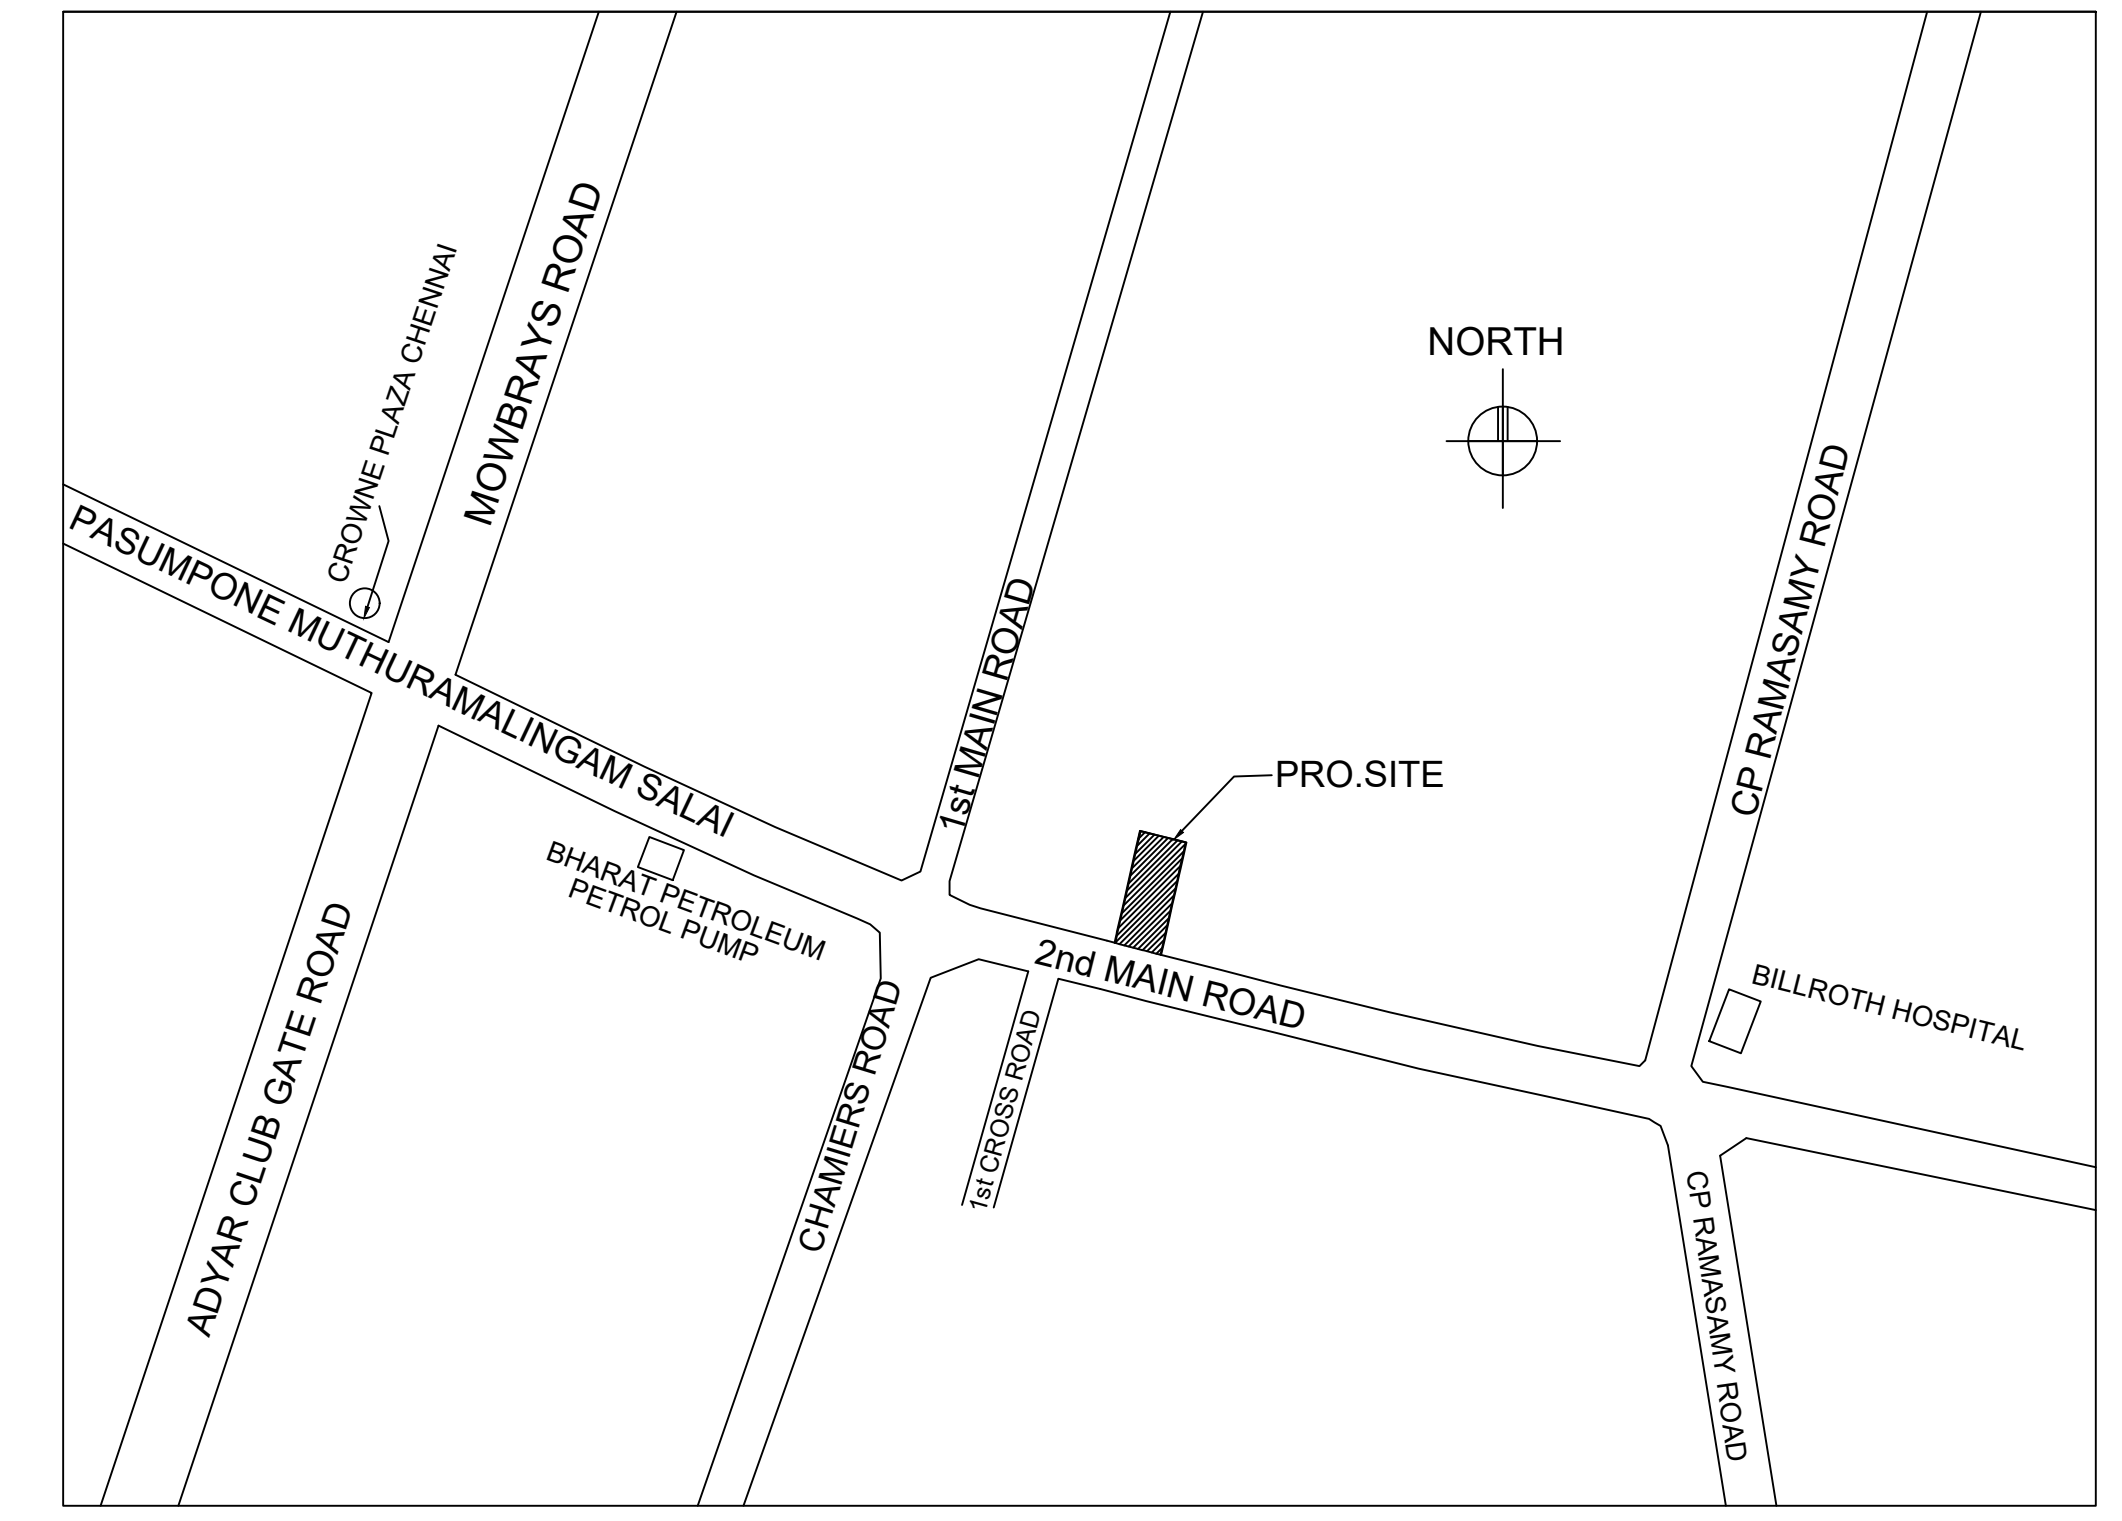 MOWBRAYS ROAD
CROWNE PLAZA CHENNAI
NORTH
PASUMPONE MUTHURAMALINGAM SALAI
1st MAIN ROAD
CP RAMASAMY ROAD
PRO.SITE
BHARAT PETROLEUM
PETROL PUMP
2nd MAIN ROAD
BILLROTH HOSPITAL
ADYAR CLUB GATE ROAD
CHAMIERS ROAD
1st CROSS ROAD
CP RAMASAMY ROAD